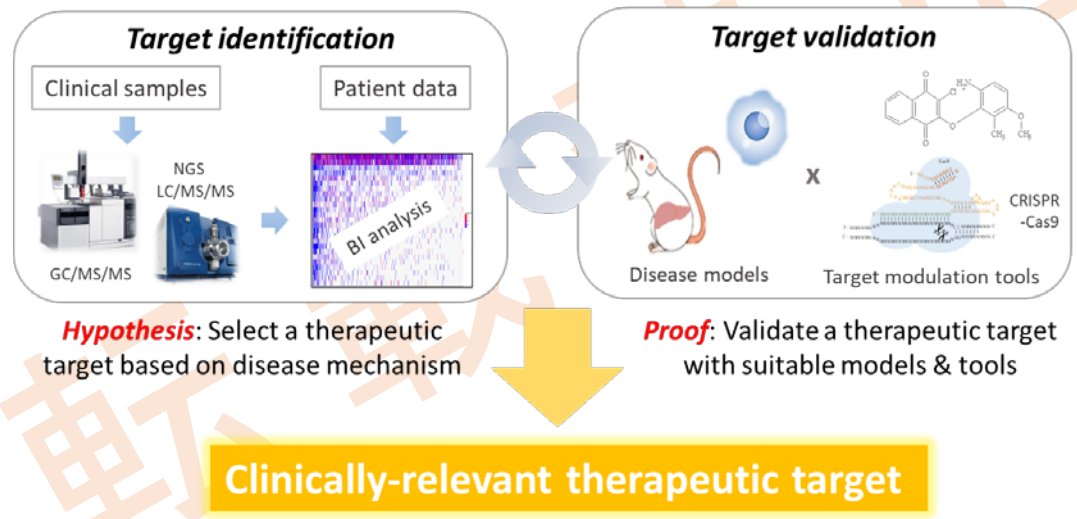 Target identification
Clinical samples
Patient data
NGS
LC/MS/MS
GC/MS/MS
BI analysis
Hypothesis: Select a therapeutic
target based on disease mechanism
Target validation
Disease models
x
CRISPR
-Cas9
Target modulation tools
Proof: Validate a therapeutic target
with suitable models & tools
Clinically-relevant therapeutic target